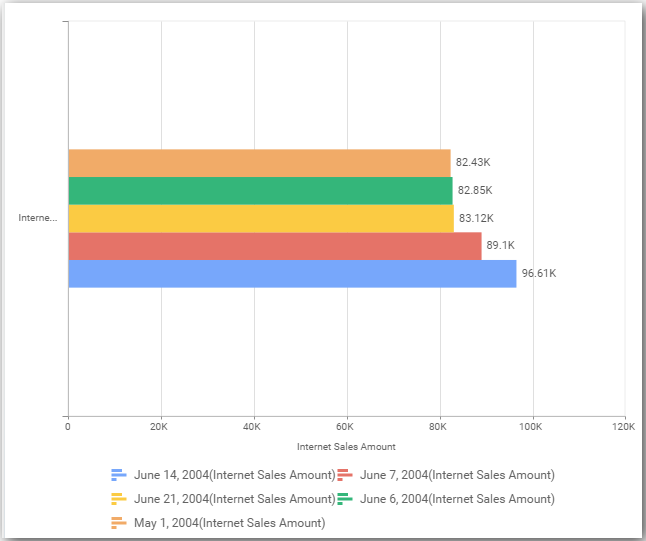 82.43K
82.85K
Interne... 83.12K
89.1K
96.61K
0 20K 40K 60K 80K 100K 120K
Internet Sales Amount
June 14, 2004(Internet Sales Amount) June 7, 2004(Internet Sales Amount)
June 21, 2004(Internet Sales Amount) June 6, 2004(Internet Sales Amount)
May 1, 2004(Internet Sales Amount)